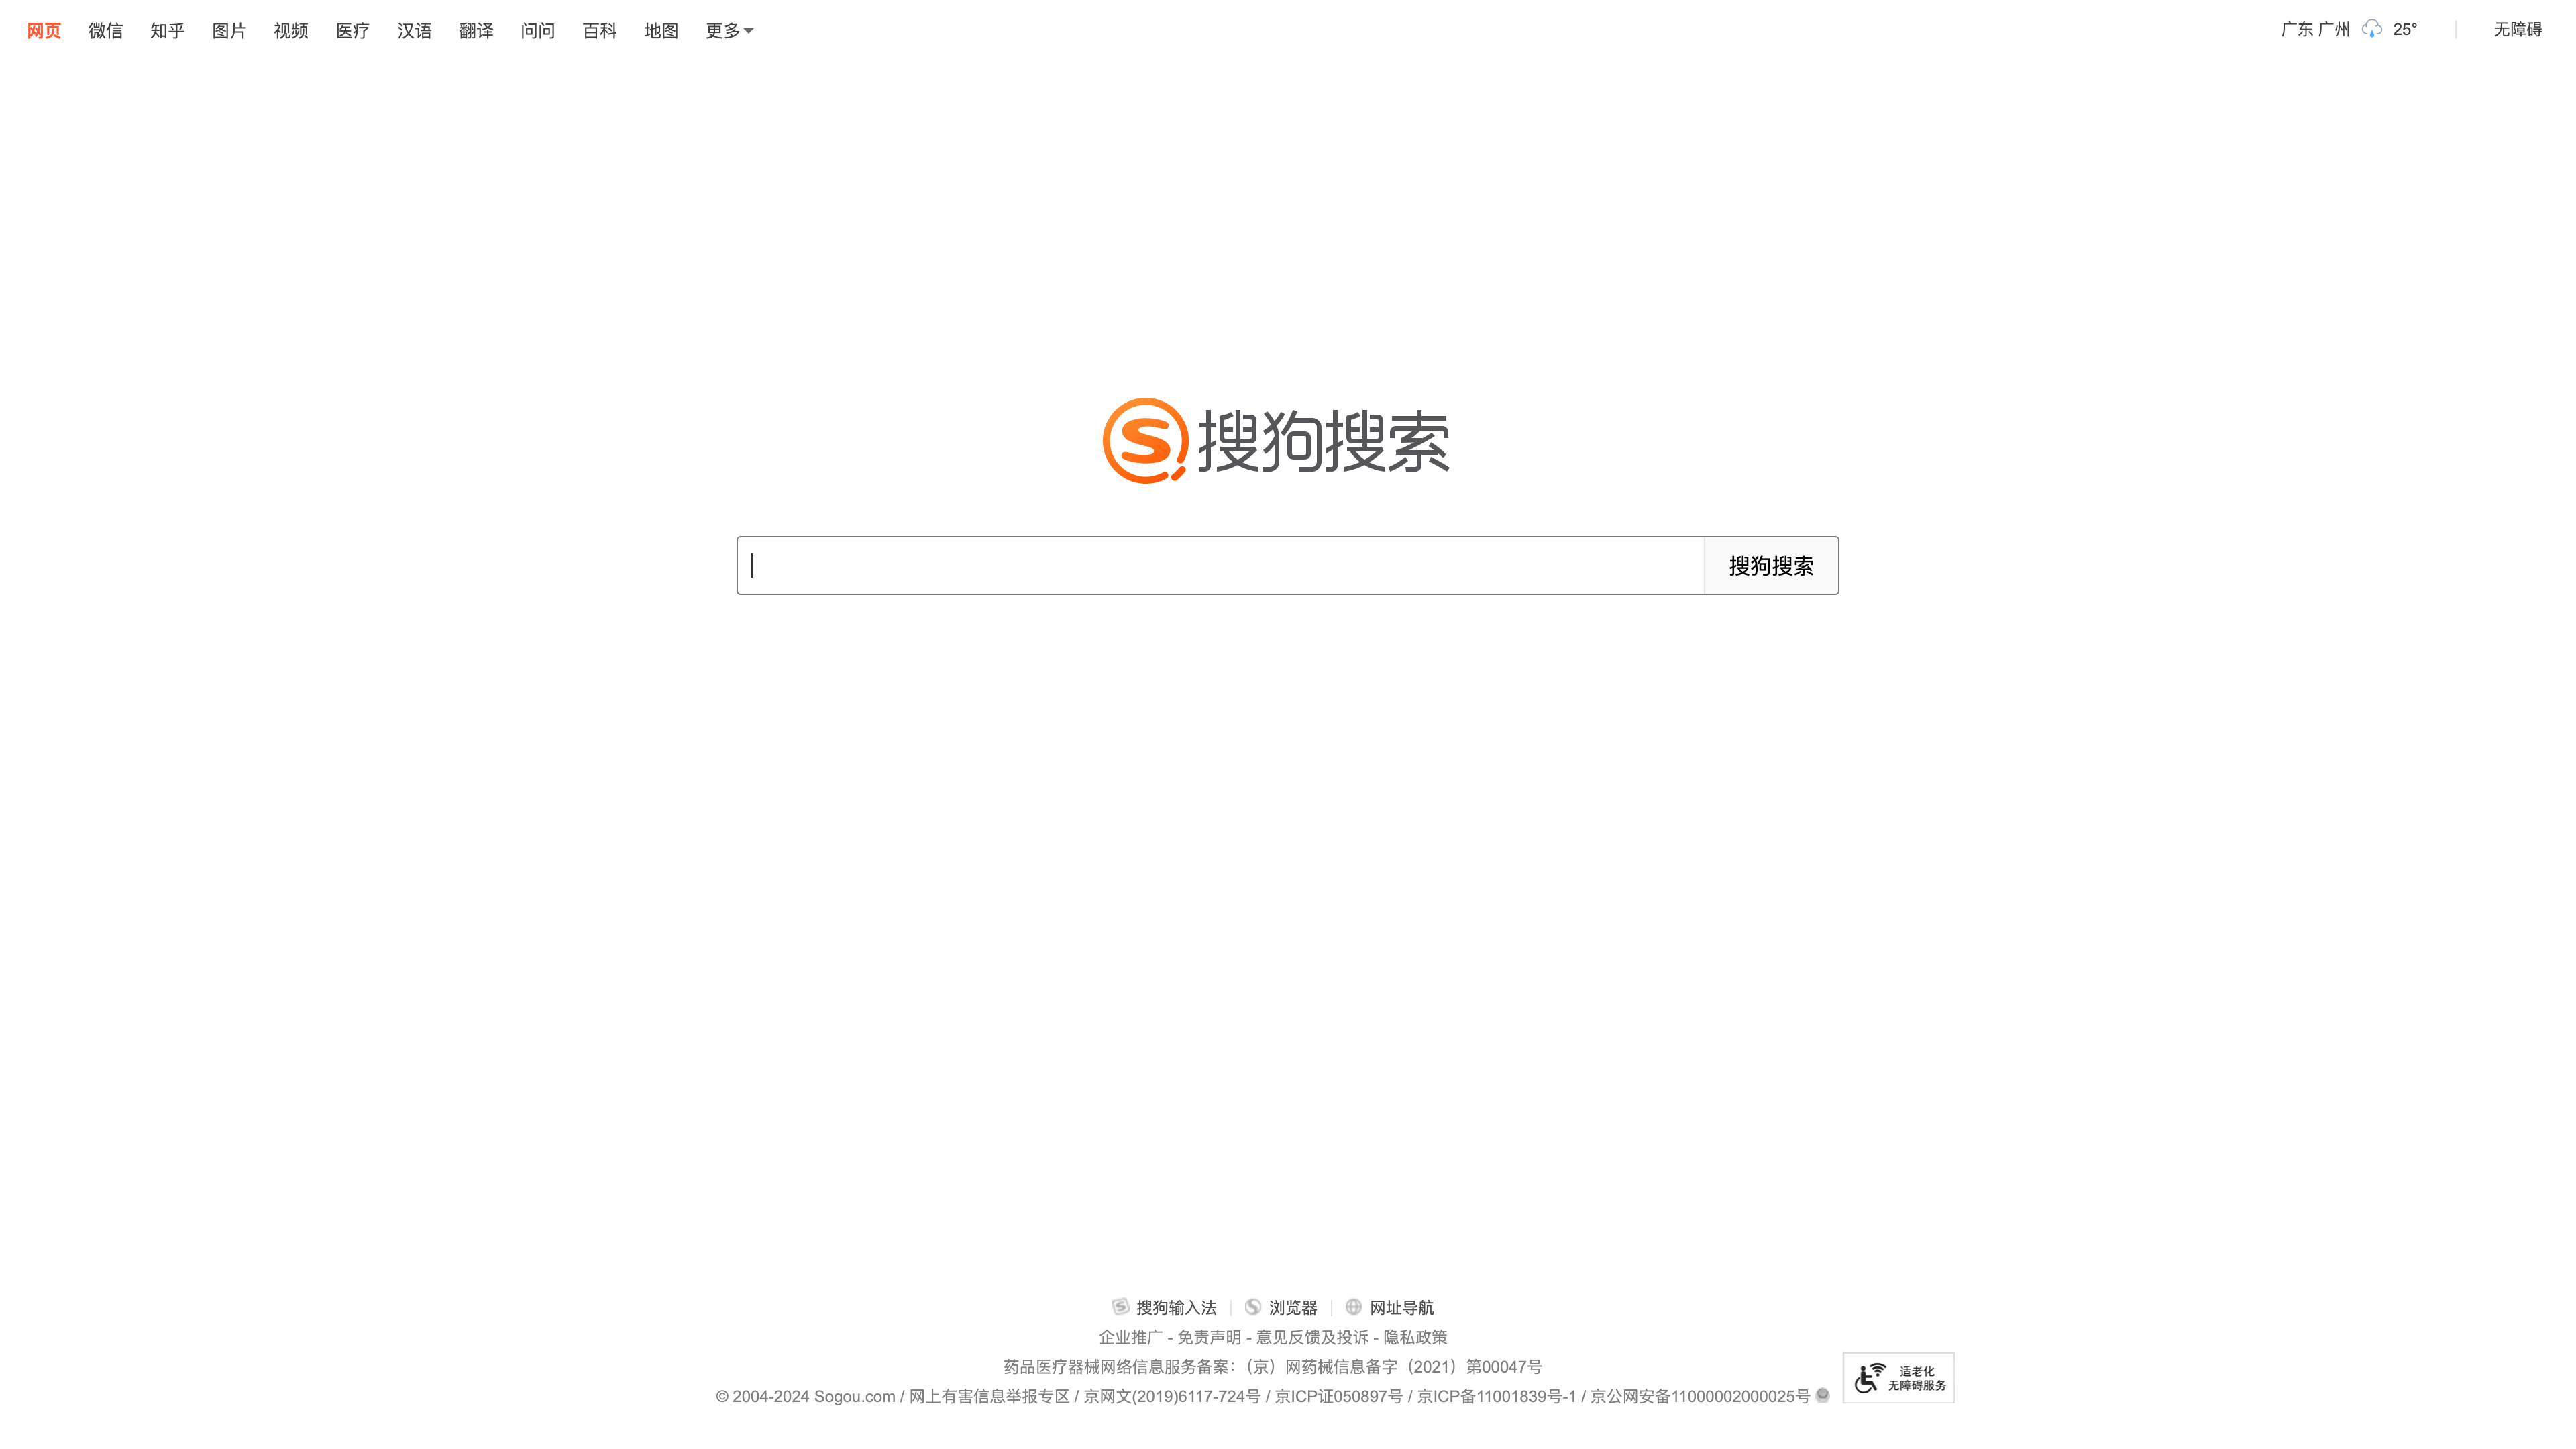 网页 微信 知乎 图片 视频 医疗 汉语 翻译 问问 百科 地图 更多 广东 广州 25° 无障碍
搜狗搜索
搜狗搜索
搜狗输入法 浏览器 网址导航
企业推广 - 免责声明 - 意见反馈及投诉 - 隐私政策
药品医疗器械网络信息服务备案：（京）网药械信息备字（2021）第00047号
© 2004-2024 Sogou.com / 网上有害信息举报专区 / 京网文(2019)6117-724号 / 京ICP证050897号 / 京ICP备11001839号-1 / 京公网安备11000002000025号
适老化
无障碍服务